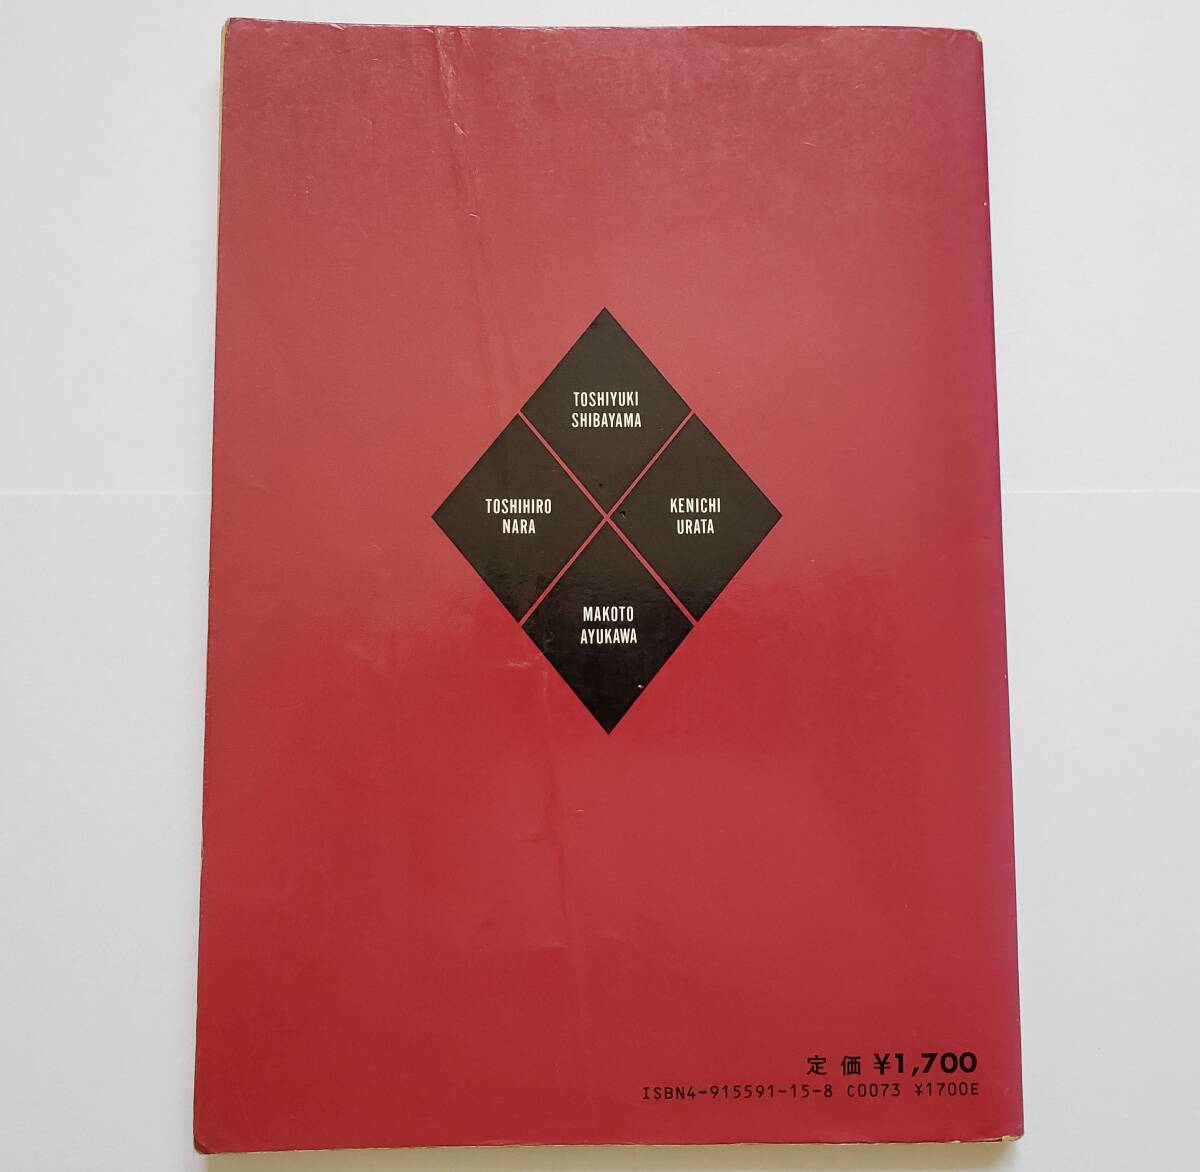 TOSHIYUKI
SHIBAYAMA
TOSHIHIRO
NARA
KENICHI
URATA
MAKOTO
AYUKAWA
定価 ¥1,700
ISBN4-915591-15-8 C0073 ¥1700E